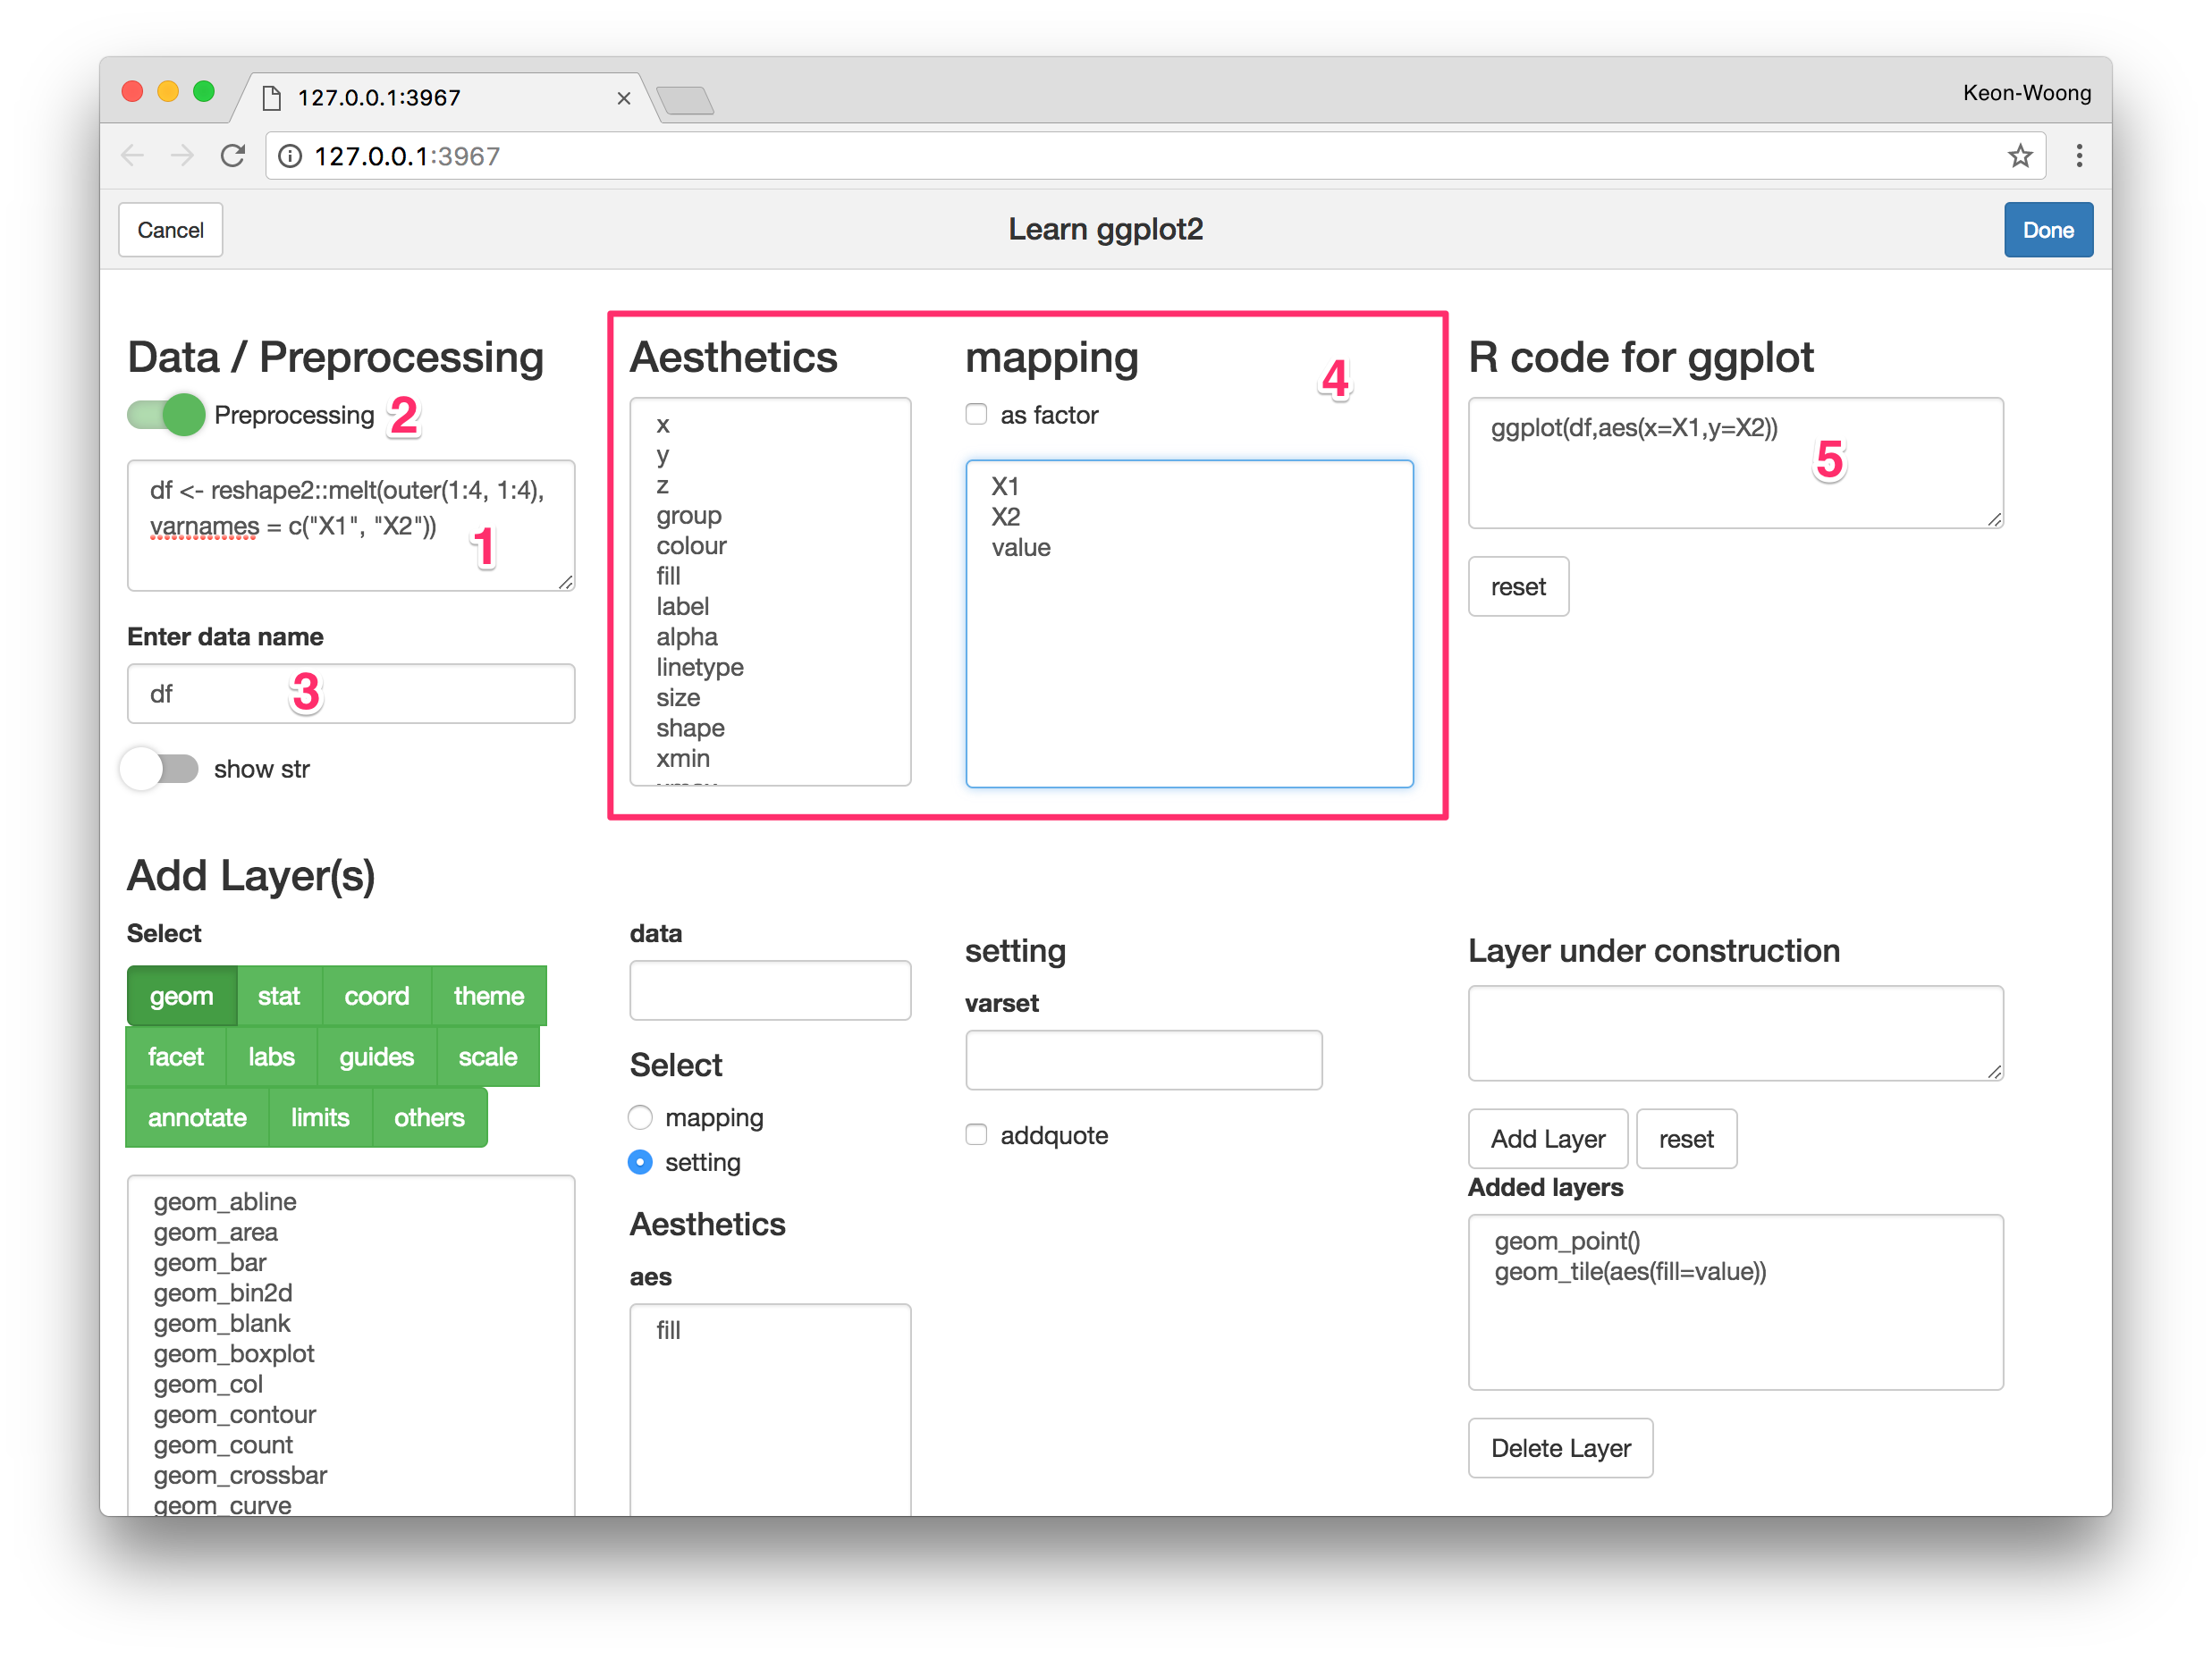 127.0.0.1:3967
Keon-Woong
127.0.0.1:3967
Cancel
Learn ggplot2
Done
Data / Preprocessing
Preprocessing 2
df <- reshape2::melt(outer(1:4, 1:4),
varnames = c("X1", "X2"))
1
Enter data name
df
3
show str
Aesthetics
x
y
z
group
colour
fill
label
alpha
linetype
size
shape
xmin
mapping
4
as factor
X1
X2
value
R code for ggplot
ggplot(df,aes(x=X1,y=X2))
5
reset
Add Layer(s)
Select
geom stat coord theme
facet labs guides scale
annotate limits others
geom_abline
geom_area
geom_bar
geom_bin2d
geom_blank
geom_boxplot
geom_col
geom_contour
geom_count
geom_crossbar
geom_curve
data
Select
mapping
setting
Aesthetics
aes
fill
setting
varset
addquote
Layer under construction
Add Layer reset
Added layers
geom_point()
geom_tile(aes(fill=value))
Delete Layer